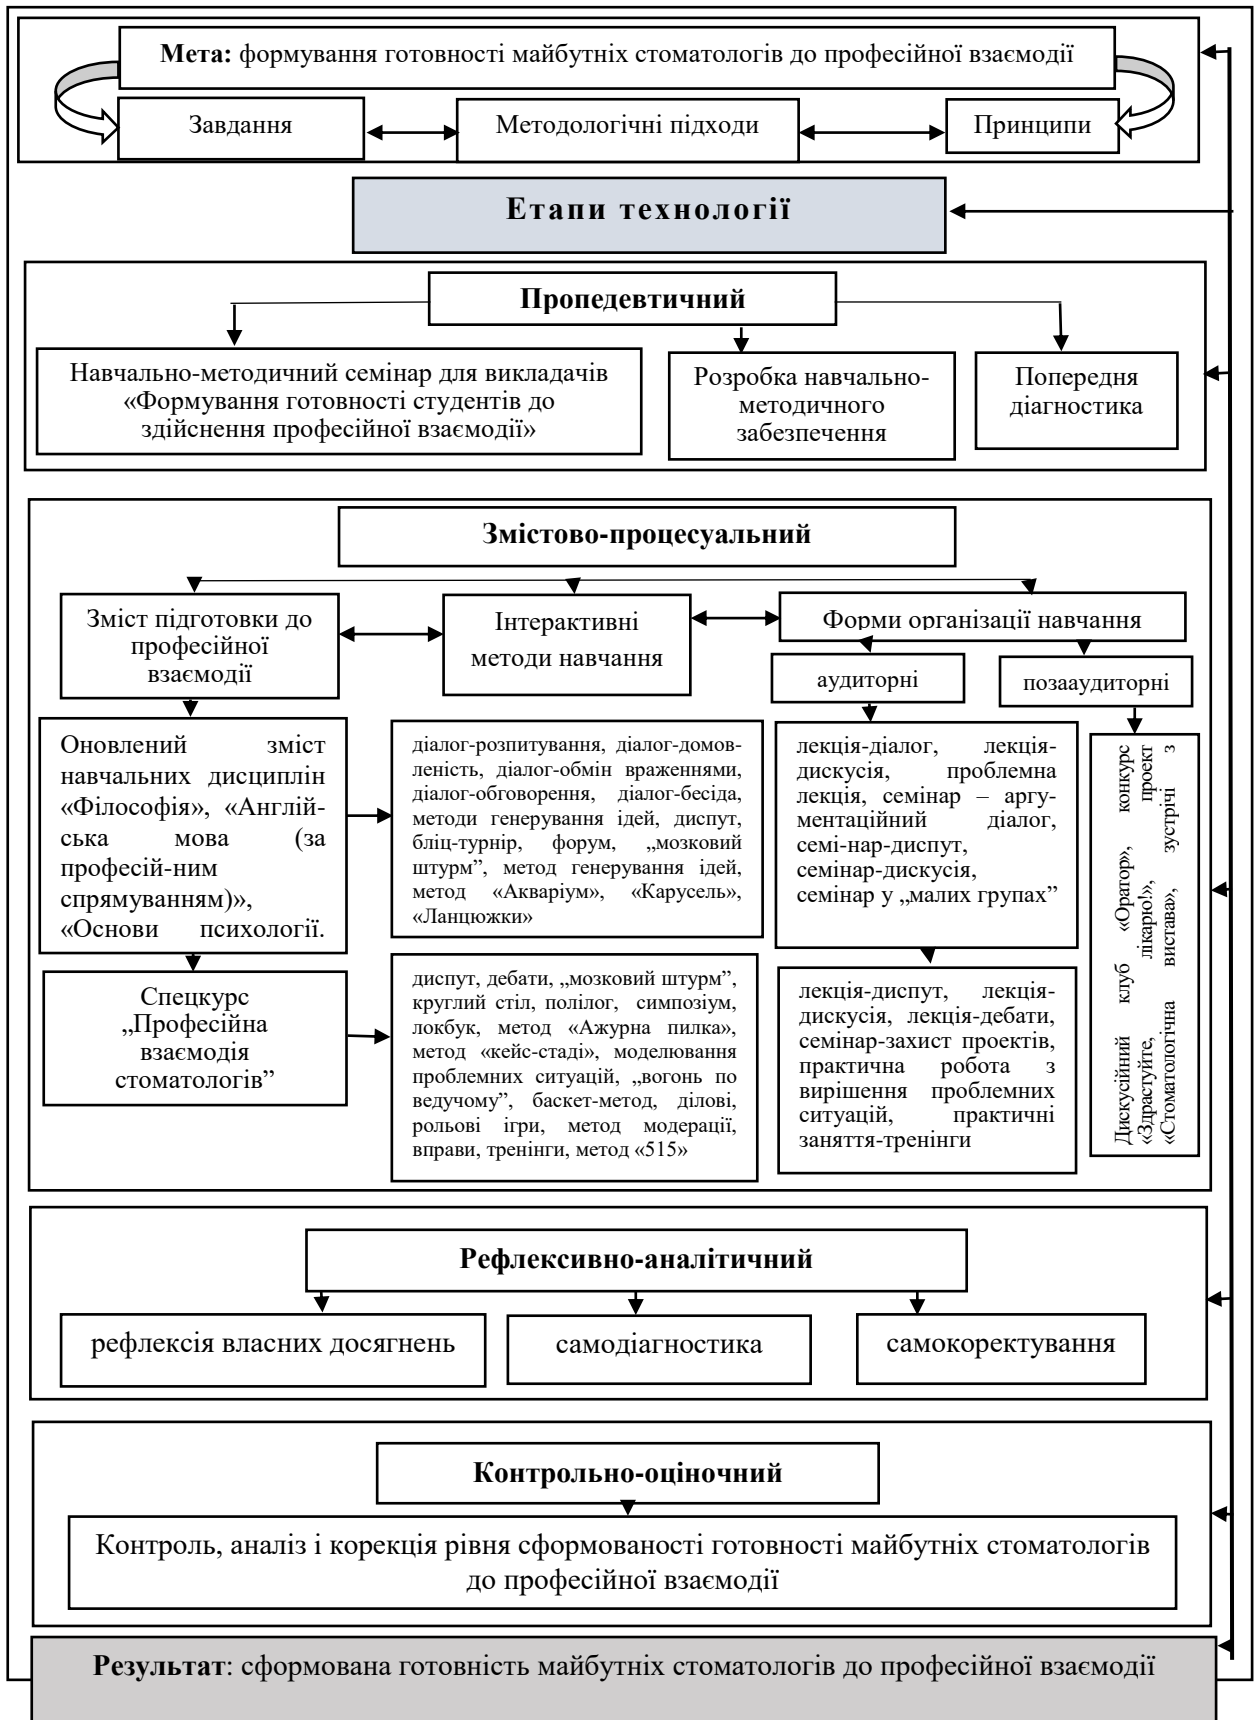 Мета: формування готовності майбутніх стоматологів до професійної взаємодії
Завдання
Методологічні підходи
Принципи
Етапи технології
Пропедевтичний
Навчально-методичний семінар для викладачів
«Формування готовності студентів до
здійснення професійної взаємодії»
Розробка навчально-
методичного
забезпечення
Попередня
діагностика
Змістово-процесуальний
Зміст підготовки до
професійної
взаємодії
Інтерактивні
методи навчання
Форми організації навчання
аудиторні
позааудиторні
Оновлений зміст
навчальних дисциплін
«Філософія», «Англій-
ська мова (за
професій-ним
спрямуванням)»,
«Основи психології.
діалог-розпитування, діалог-домов-
леність, діалог-обмін враженнями,
діалог-обговорення, діалог-бесіда,
методи генерування ідей, диспут,
бліц-турнір, форум, „мозковий
штурм”, метод генерування ідей,
метод «Акваріум», «Карусель»,
«Ланцюжки»
лекція-діалог, лекція-
дискусія, проблемна
лекція, семінар – аргу-
ментаційний діалог,
семі-нар-диспут,
семінар-дискусія,
семінар у „малих групах”
Дискусійний клуб «Оратор», конкурс
«Здрастуйте, лікарю!», проект
«Стоматологічна вистава», зустрічі з
Спецкурс
„Професійна
взаємодія
стоматологів”
диспут, дебати, „мозковий штурм”,
круглий стіл, полілог, симпозіум,
локбук, метод «Ажурна пилка»,
метод «кейс-стаді», моделювання
проблемних ситуацій, „вогонь по
ведучому”, баскет-метод, ділові,
рольові ігри, метод модерації,
вправи, тренінги, метод «515»
лекція-диспут, лекція-
дискусія, лекція-дебати,
семінар-захист проектів,
практична робота з
вирішення проблемних
ситуацій, практичні
заняття-тренінги
Рефлексивно-аналітичний
рефлексія власних досягнень
самодіагностика
самокоректування
Контрольно-оціночний
Контроль, аналіз і корекція рівня сформованості готовності майбутніх стоматологів
до професійної взаємодії
Результат: сформована готовність майбутніх стоматологів до професійної взаємодії